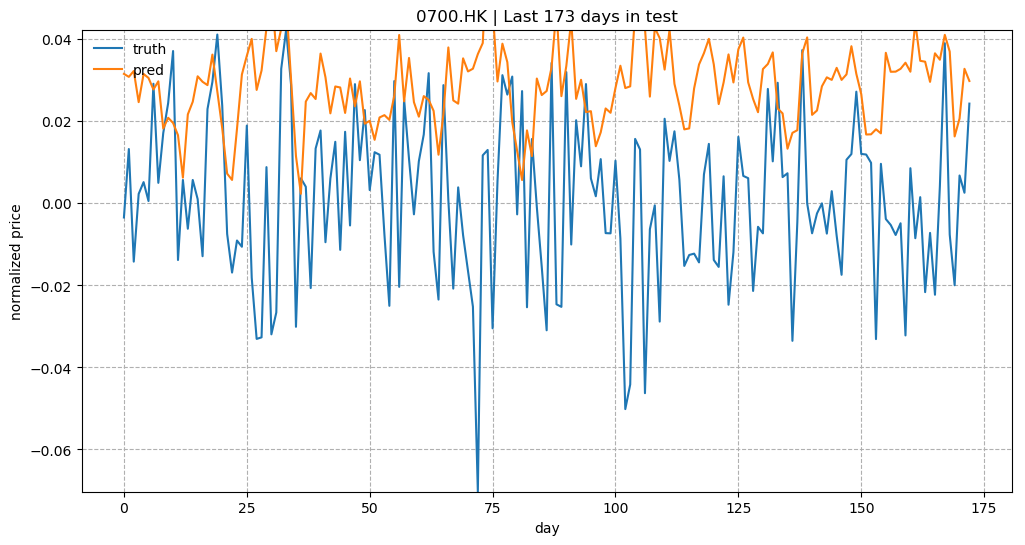 0700.HK | Last 173 days in test
truth
pred
0.04
0.02
0.00
−0.02
−0.04
−0.06
normalized price
0 25 50 75 100 125 150 175
day